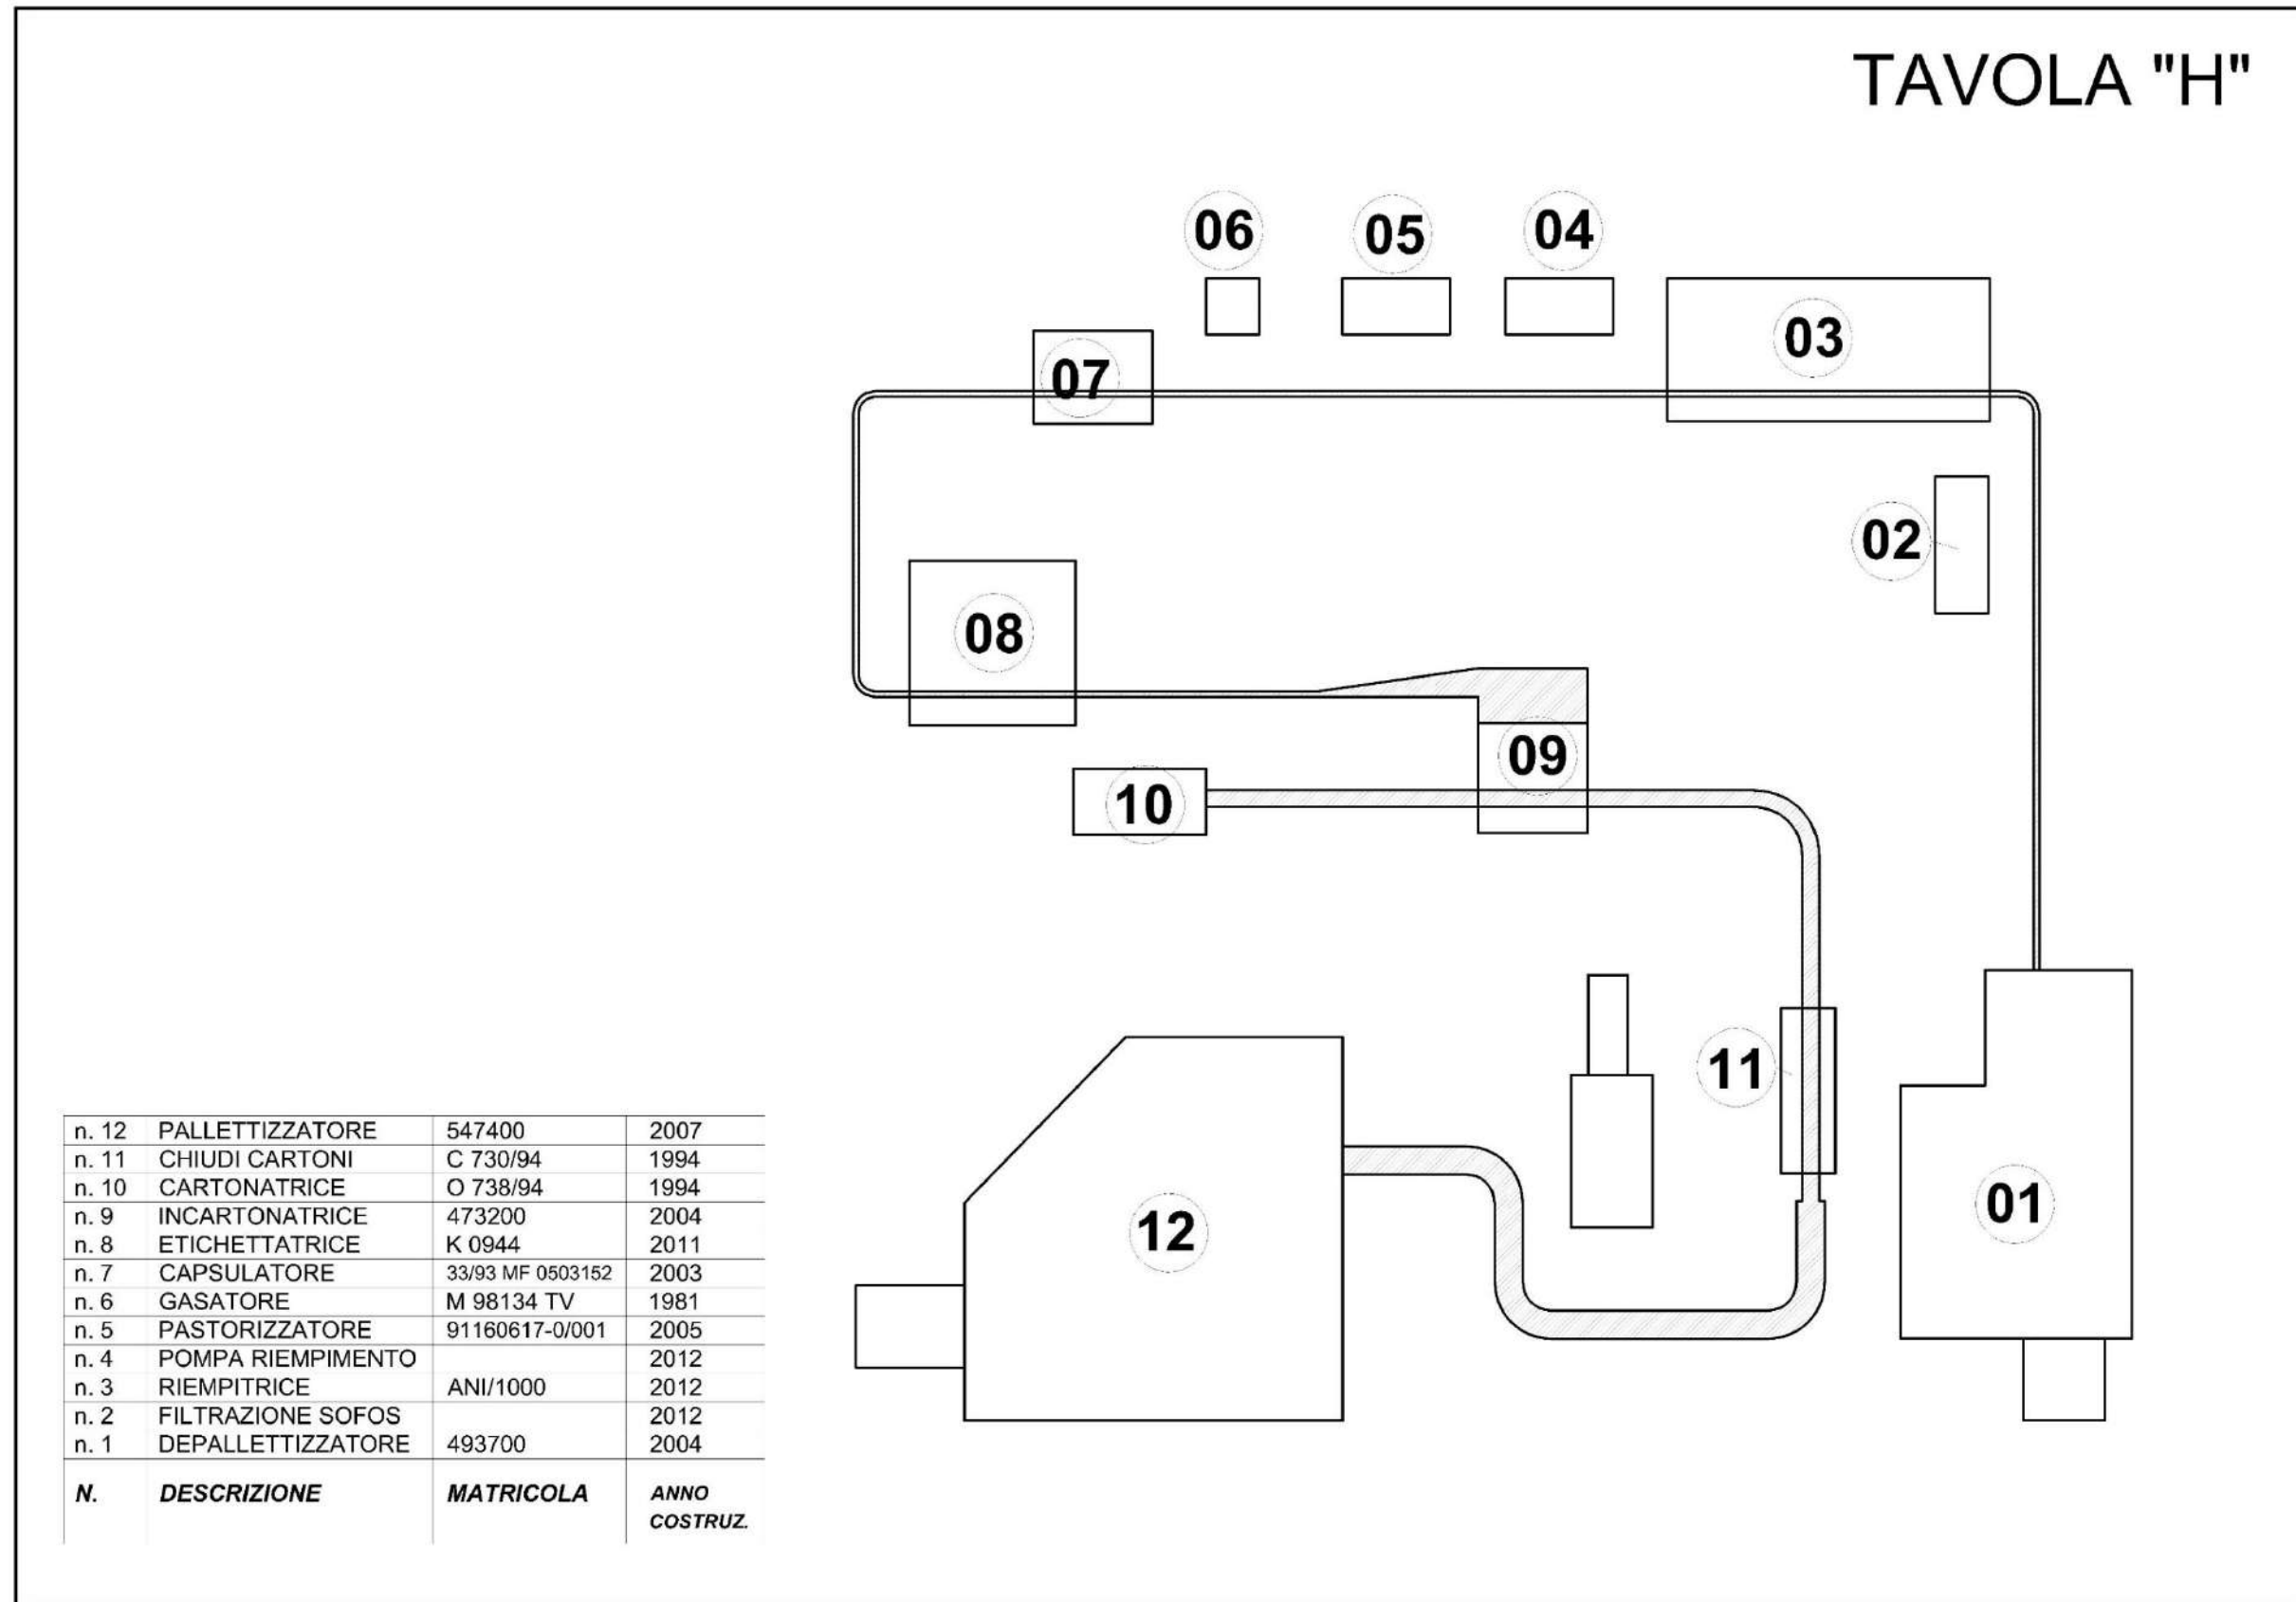 TAVOLA "H"
06 05 04
03
07
02
08
09
10
11
01
12
n. 12 PALLETTIZZATORE 547400 2007
n. 11 CHIUDI CARTONI C 730/94 1994
n. 10 CARTONATRICE O 738/94 1994
n. 9 INCARTONATRICE 473200 2004
n. 8 ETICHETTATRICE K 0944 2011
n. 7 CAPSULATORE 33/93 MF 0503152 2003
n. 6 GASATORE M 98134 TV 1981
n. 5 PASTORIZZATORE 91160617-0/001 2005
n. 4 POMPA RIEMPIMENTO 2012
n. 3 RIEMPITRICE ANI/1000 2012
n. 2 FILTRAZIONE SOFOS 2012
n. 1 DEPALLETTIZZATORE 493700 2004
N. DESCRIZIONE MATRICOLA ANNO
COSTRUZ.